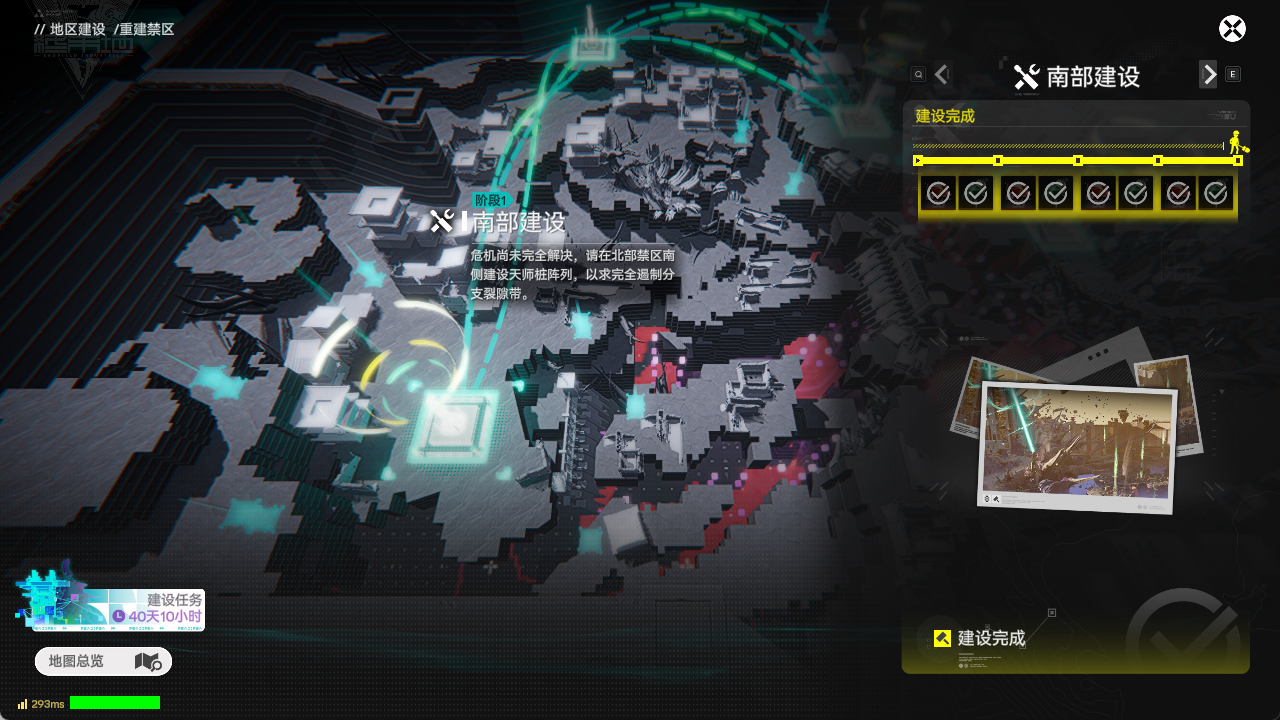 // 地区建设 /重建禁区
Q
南部建设
E
建设完成
阶段1
南部建设
危机尚未完全解决，请在北部禁区南
侧建设天师桩阵列，以求完全遏制分
支裂隙带。
建设任务
40天10小时
地图总览
293ms
建设完成